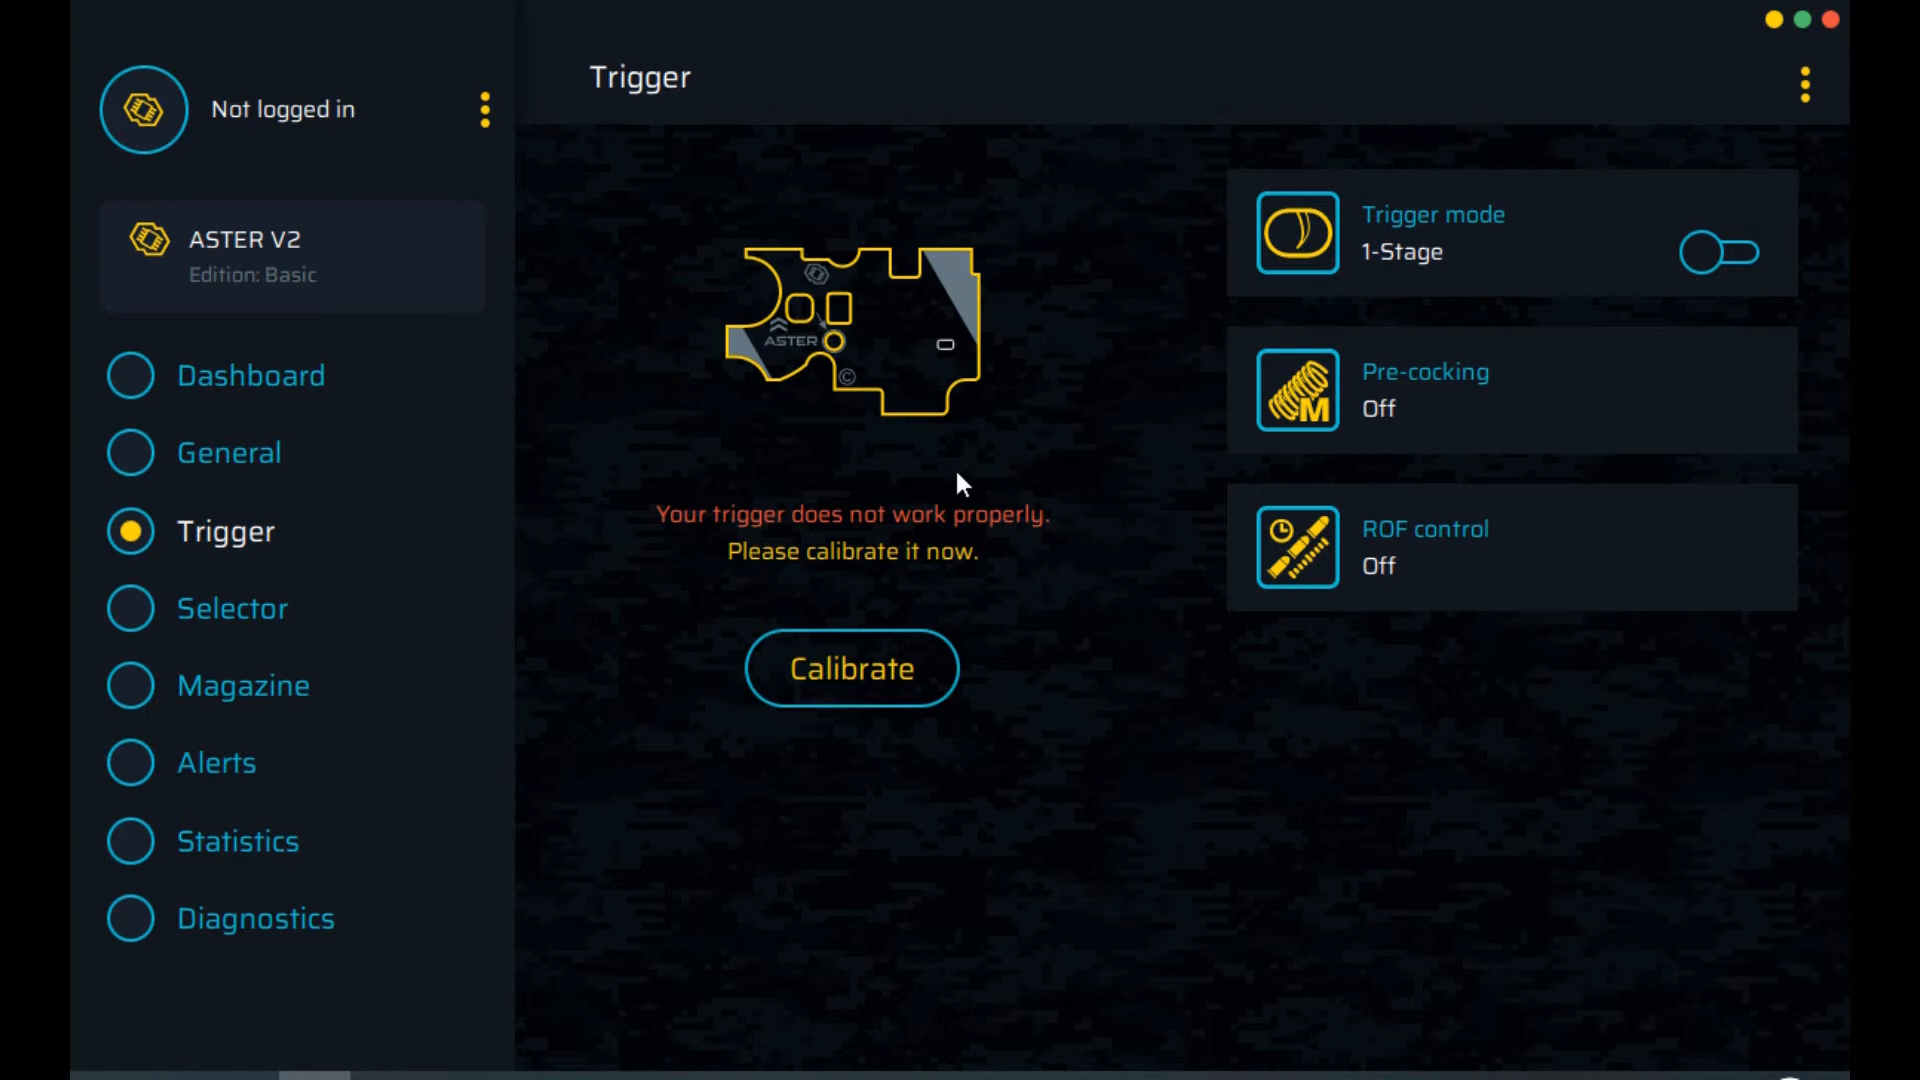 Not logged in
ASTER V2
Edition: Basic
Dashboard
General
Trigger
Selector
Magazine
Alerts
Statistics
Diagnostics
Trigger
ASTER
©
Your trigger does not work properly.
Please calibrate it now.
Calibrate
Trigger mode
1-Stage
Pre-cocking
Off
M
ROF control
Off